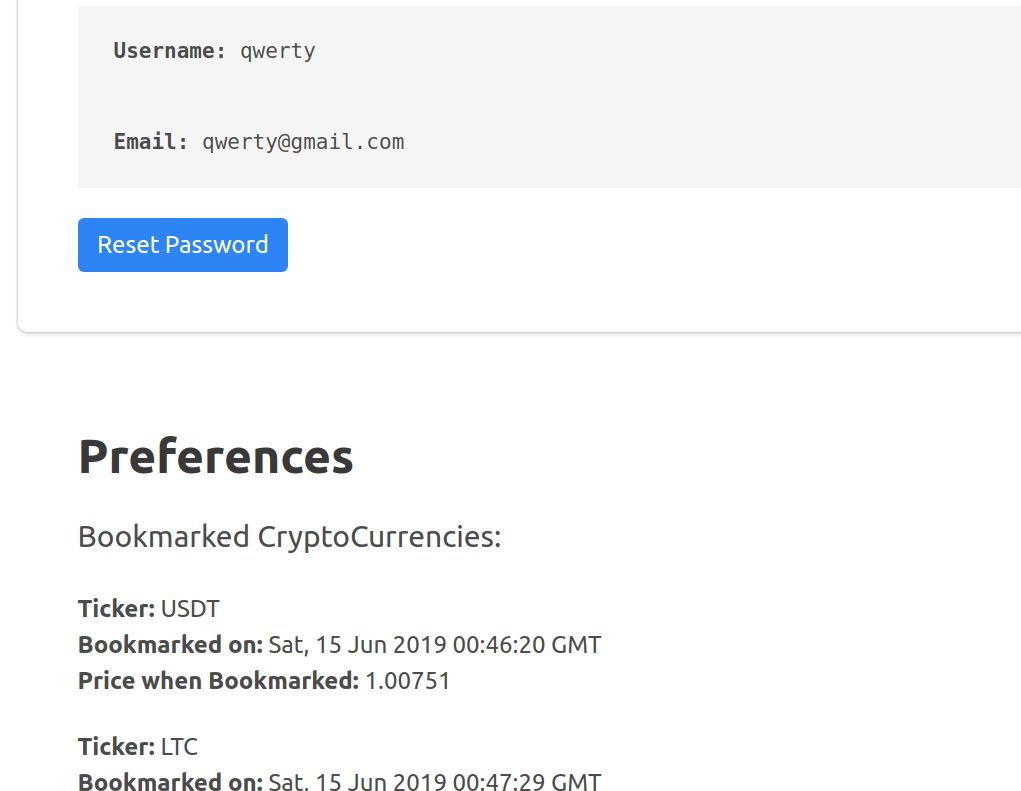 Username: qwerty
Email: qwerty@gmail.com
Reset Password
Preferences
Bookmarked CryptoCurrencies:
Ticker: USDT
Bookmarked on: Sat, 15 Jun 2019 00:46:20 GMT
Price when Bookmarked: 1.00751
Ticker: LTC
Bookmarked on: Sat, 15 Jun 2019 00:47:29 GMT